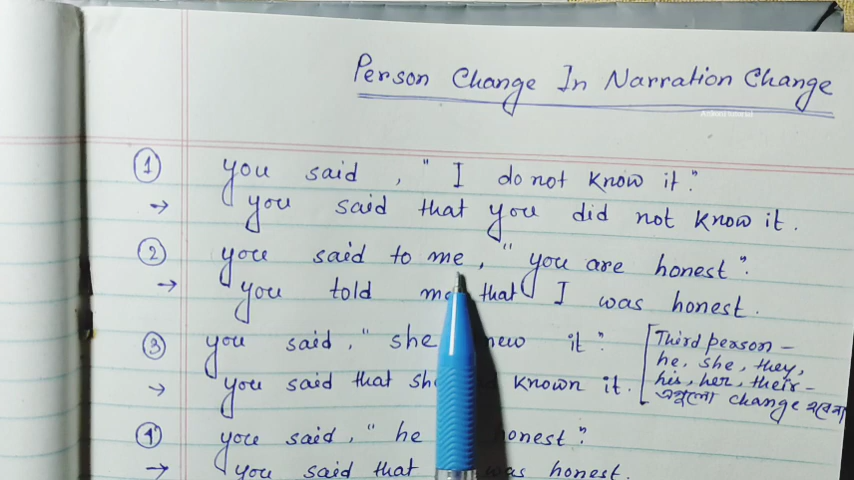 Person Change In Narration Change
① you said, "I do not know it".
→ you said that you did not know it.
② you said to me, "you are honest".
→ you told me that I was honest.
③ you said, "she knew it".
→ you said that she known it.
[Third person –
he, she, they,
his, her, their –
এগুলো change হবেনা
④ you said, "he honest".
→ you said that was honest.